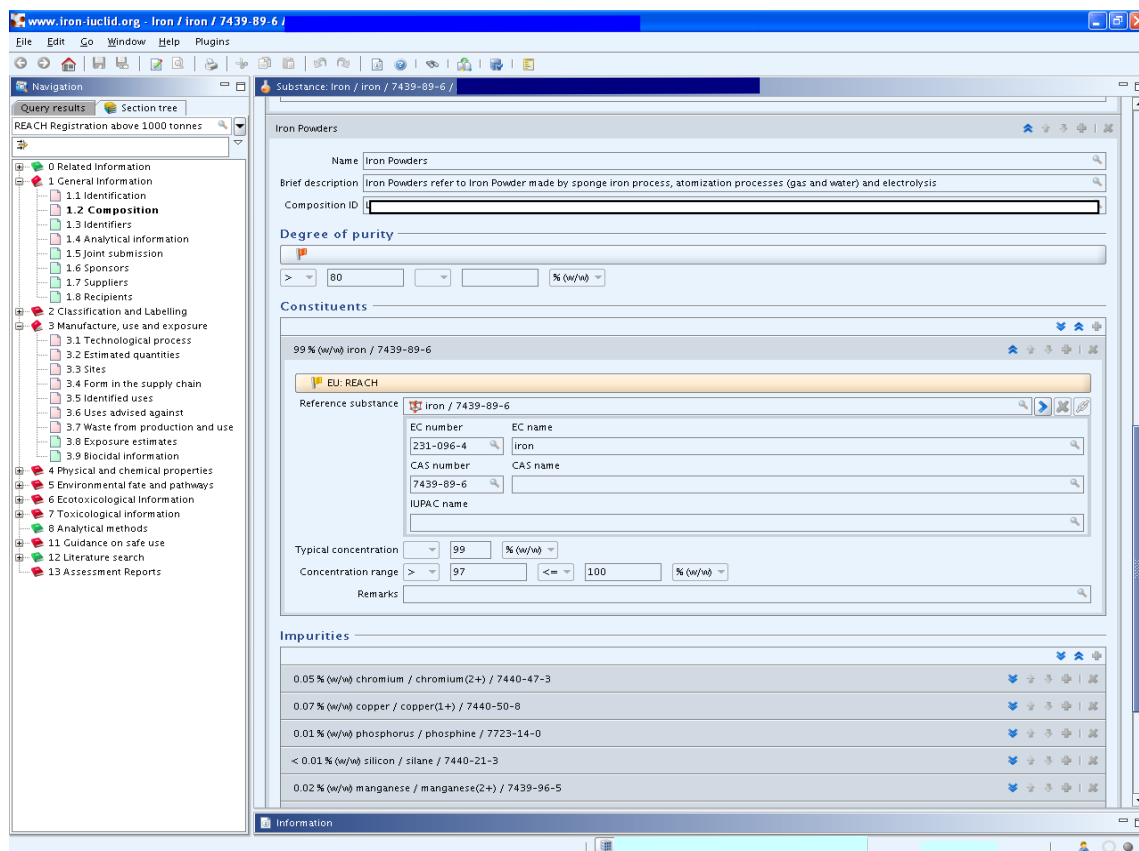 www.iron-iuclid.org - Iron / iron / 7439-89-6 /
File Edit Go Window Help Plugins
Navigation
Query results Section tree
REACH Registration above 1000 tonnes
0 Related Information
1 General Information
1.1 Identification
1.2 Composition
1.3 Identifiers
1.4 Analytical information
1.5 Joint submission
1.6 Sponsors
1.7 Suppliers
1.8 Recipients
2 Classification and Labelling
3 Manufacture, use and exposure
3.1 Technological process
3.2 Estimated quantities
3.3 Sites
3.4 Form in the supply chain
3.5 Identified uses
3.6 Uses advised against
3.7 Waste from production and use
3.8 Exposure estimates
3.9 Biocidal information
4 Physical and chemical properties
5 Environmental fate and pathways
6 Ecotoxicological Information
7 Toxicological information
8 Analytical methods
11 Guidance on safe use
12 Literature search
13 Assessment Reports
Substance: Iron / iron / 7439-89-6 /
Iron Powders
Name Iron Powders
Brief description Iron Powders refer to Iron Powder made by sponge iron process, atomization processes (gas and water) and electrolysis
Composition ID
Degree of purity
> 80 % (w/w)
Constituents
99 % (w/w) iron / 7439-89-6
EU: REACH
Reference substance iron / 7439-89-6
EC number EC name
231-096-4 iron
CAS number CAS name
7439-89-6
IUPAC name
Typical concentration 99 % (w/w)
Concentration range > 97 <= 100 % (w/w)
Remarks
Impurities
0.05 % (w/w) chromium / chromium(2+) / 7440-47-3
0.07 % (w/w) copper / copper(1+) / 7440-50-8
0.01 % (w/w) phosphorus / phosphine / 7723-14-0
< 0.01 % (w/w) silicon / silane / 7440-21-3
0.02 % (w/w) manganese / manganese(2+) / 7439-96-5
Information